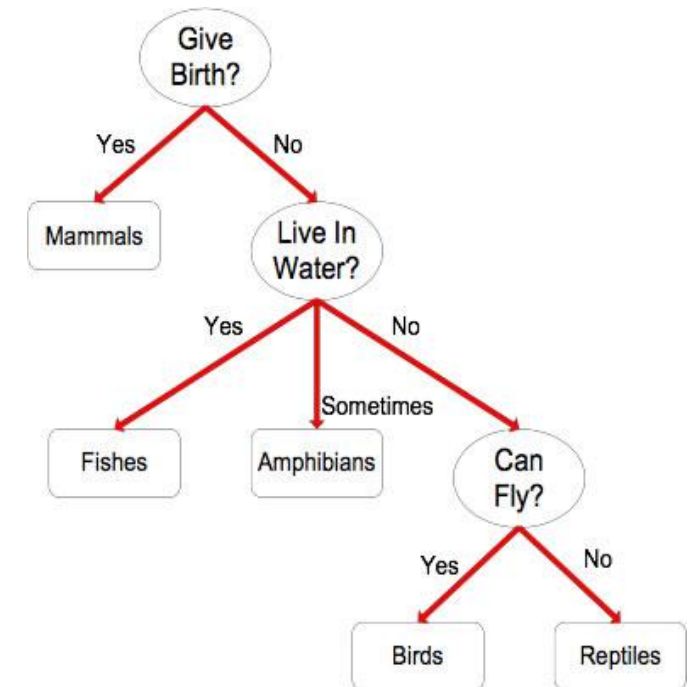 Give
Birth?
Yes
No
Mammals
Live In
Water?
Yes
No
Sometimes
Fishes
Amphibians
Can
Fly?
Yes
No
Birds
Reptiles